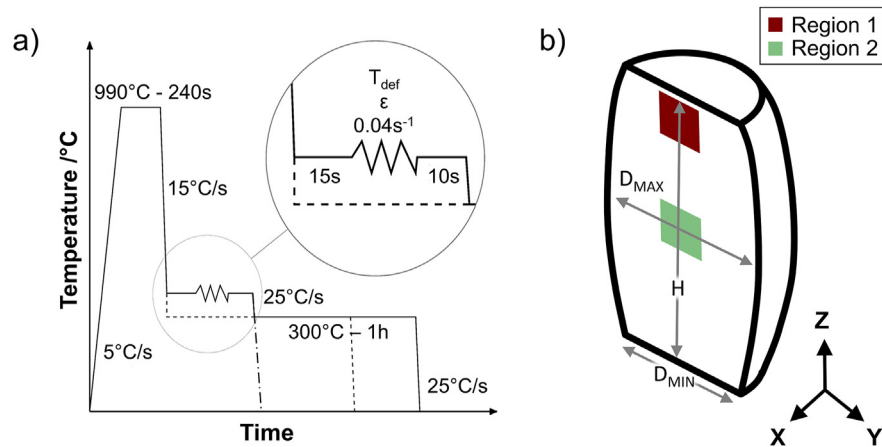 a)
Temperature /°C
Time
990°C - 240s
15°C/s
5°C/s
T_def
ε
0.04s⁻¹
15s
10s
25°C/s
300°C – 1h
25°C/s
b)
Region 1
Region 2
D_MAX
H
D_MIN
Z
X
Y